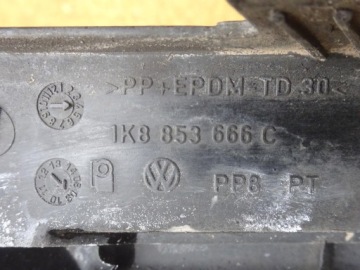 >PP+EPDM-TD 30<
1K8 853 666 C
PP8 PT